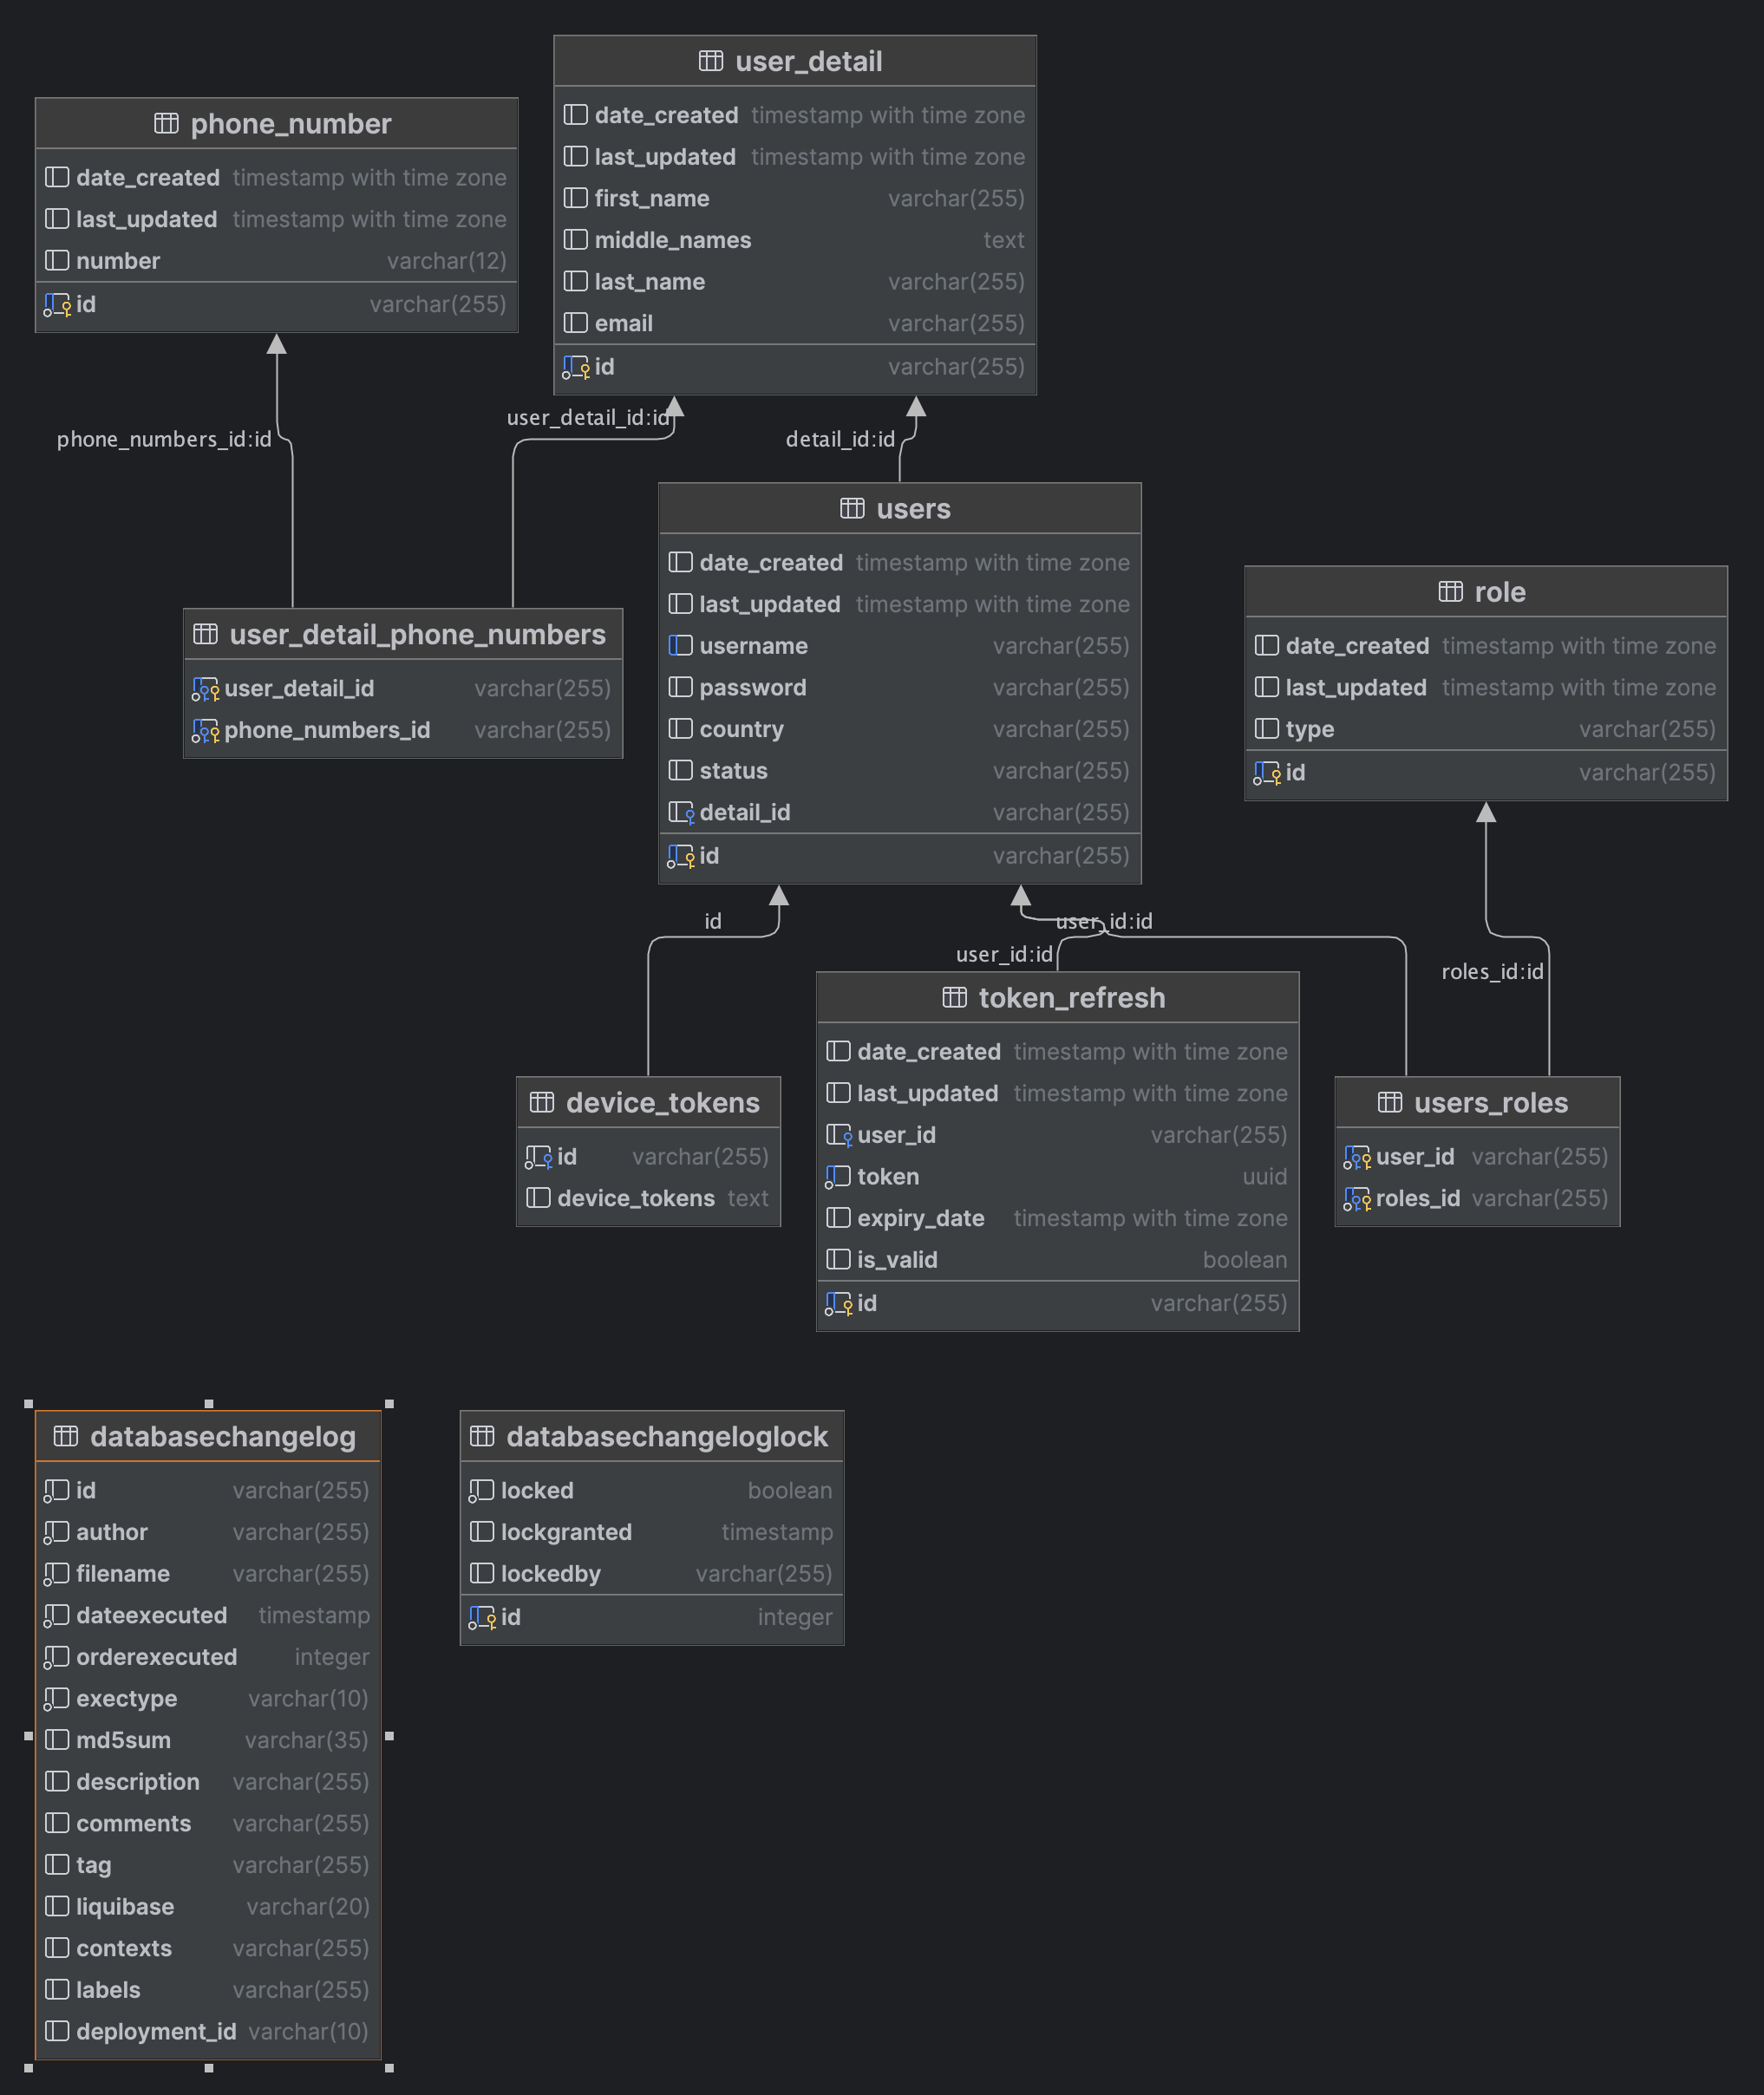 user_detail
date_created timestamp with time zone
last_updated timestamp with time zone
first_name varchar(255)
middle_names text
last_name varchar(255)
email varchar(255)
id varchar(255)
phone_number
date_created timestamp with time zone
last_updated timestamp with time zone
number varchar(12)
id varchar(255)
phone_numbers_id:id
user_detail_id:id
detail_id:id
users
date_created timestamp with time zone
last_updated timestamp with time zone
username varchar(255)
password varchar(255)
country varchar(255)
status varchar(255)
detail_id varchar(255)
id varchar(255)
user_detail_phone_numbers
user_detail_id varchar(255)
phone_numbers_id varchar(255)
role
date_created timestamp with time zone
last_updated timestamp with time zone
type varchar(255)
id varchar(255)
id
user_id:id
user_id:id
roles_id:id
device_tokens
id varchar(255)
device_tokens text
token_refresh
date_created timestamp with time zone
last_updated timestamp with time zone
user_id varchar(255)
token uuid
expiry_date timestamp with time zone
is_valid boolean
id varchar(255)
users_roles
user_id varchar(255)
roles_id varchar(255)
databasechangelog
id varchar(255)
author varchar(255)
filename varchar(255)
dateexecuted timestamp
orderexecuted integer
exectype varchar(10)
md5sum varchar(35)
description varchar(255)
comments varchar(255)
tag varchar(255)
liquibase varchar(20)
contexts varchar(255)
labels varchar(255)
deployment_id varchar(10)
databasechangeloglock
locked boolean
lockgranted timestamp
lockedby varchar(255)
id integer